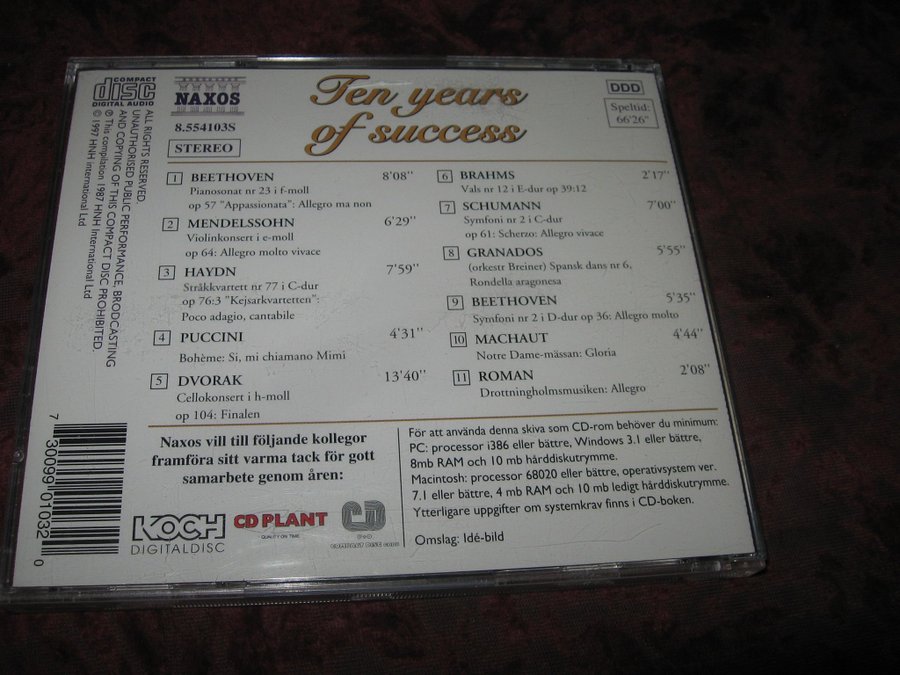 COMPACT
disc
DIGITAL AUDIO
NAXOS
8.554103S
STEREO
Ten years
of success
DDD
Speltid:
66'26"
ALL RIGHTS RESERVED.
UNAUTHORISED PUBLIC PERFORMANCE, BRODCASTING
AND COPYING OF THIS COMPACT DISC PROHIBITED.
℗ This compilation 1987 HNH International Ltd
© 1997 HNH international Ltd
1 BEETHOVEN 8'08"
Pianosonat nr 23 i f-moll
op 57 "Appassionata": Allegro ma non
2 MENDELSSOHN 6'29"
Violinkonsert i e-moll
op 64: Allegro molto vivace
3 HAYDN 7'59"
Stråkkvartett nr 77 i C-dur
op 76:3 "Kejsarkvartetten":
Poco adagio, cantabile
4 PUCCINI 4'31"
Bohème: Si, mi chiamano Mimi
5 DVORAK 13'40"
Cellokonsert i h-moll
op 104: Finalen
6 BRAHMS 2'17"
Vals nr 12 i E-dur op 39:12
7 SCHUMANN 7'00"
Symfoni nr 2 i C-dur
op 61: Scherzo: Allegro vivace
8 GRANADOS 5'55"
(orkestr Breiner) Spansk dans nr 6,
Rondella aragonesa
9 BEETHOVEN 5'35"
Symfoni nr 2 i D-dur op 36: Allegro molto
10 MACHAUT 4'44"
Notre Dame-mässan: Gloria
11 ROMAN 2'08"
Drottningholmsmusiken: Allegro
Naxos vill till följande kollegor
framföra sitt varma tack för gott
samarbete genom åren:
KOCH
DIGITALDISC
CD PLANT
QUALITY ON TIME
COMPACT DISC
För att använda denna skiva som CD-rom behöver du minimum:
PC: processor i386 eller bättre, Windows 3.1 eller bättre,
8mb RAM och 10 mb hårddiskutrymme.
Macintosh: processor 68020 eller bättre, operativsystem ver.
7.1 eller bättre, 4 mb RAM och 10 mb ledigt hårddiskutrymme.
Ytterligare uppgifter om systemkrav finns i CD-boken.
Omslag: Idé-bild
7 30099 01032 0